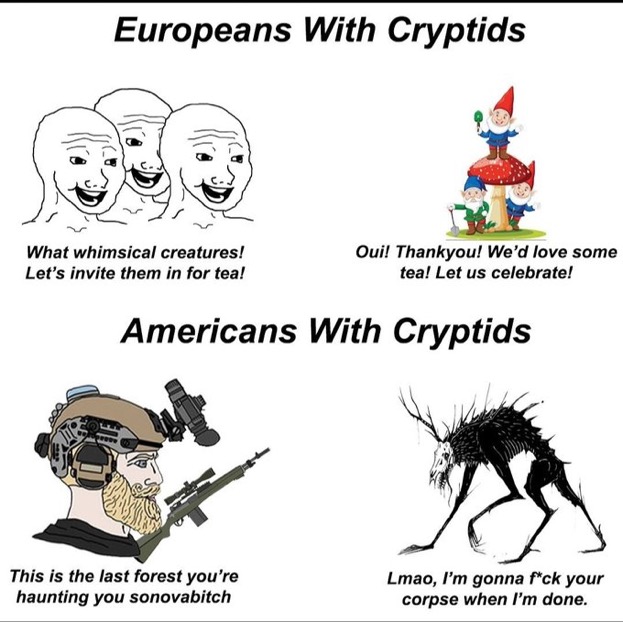 Europeans With Cryptids
What whimsical creatures!
Let's invite them in for tea!
Oui! Thankyou! We'd love some
tea! Let us celebrate!
Americans With Cryptids
This is the last forest you're
haunting you sonovabitch
Lmao, I'm gonna f*ck your
corpse when I'm done.